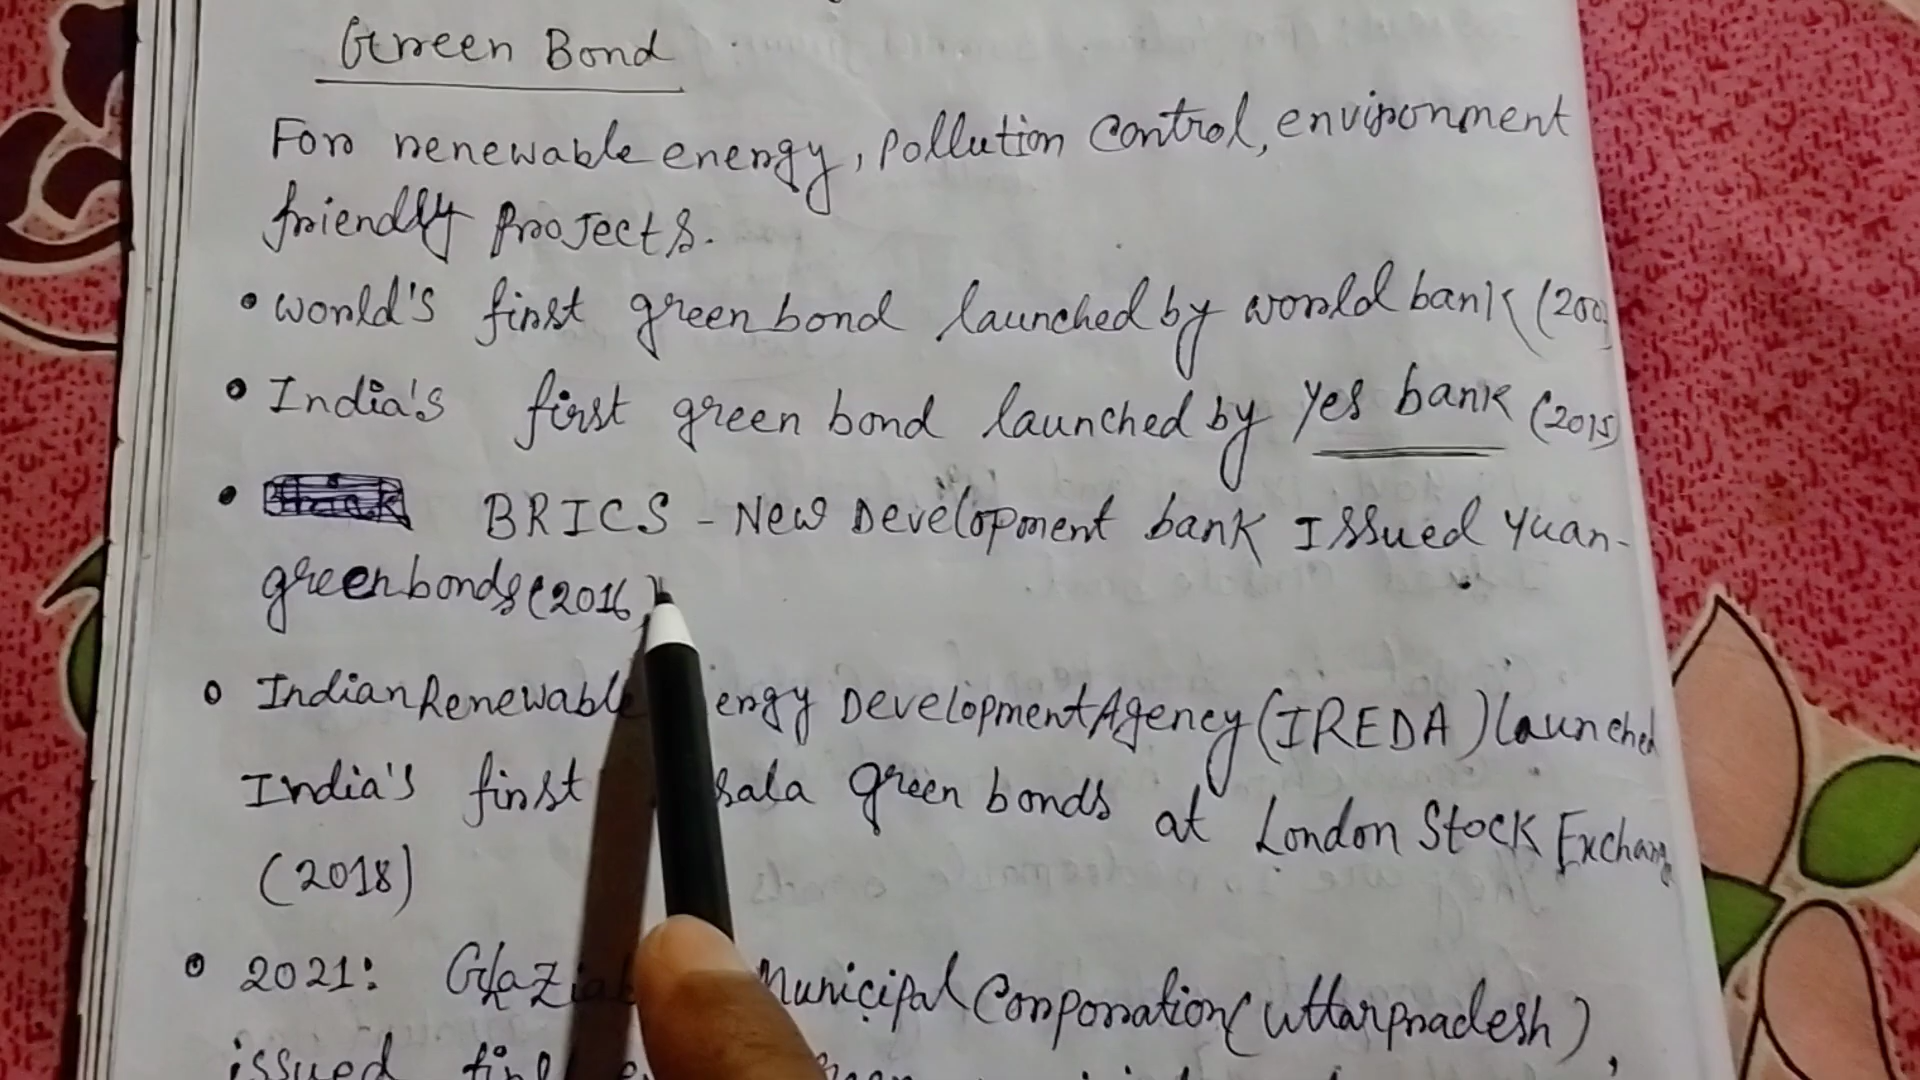 Green Bond
For renewable energy, pollution control, environment
friendly projects.
• World's first green bond launched by world bank (200
• India's first green bond launched by Yes bank (2015)
• BRICS - New Development bank Issued Yuan-
green bonds (2016)
• Indian Renewable Development Agency (IREDA) launched
India's first green bonds at London Stock Exchang
(2018)
• 2021: Municipal Corporation (Uttarpradesh),
issued